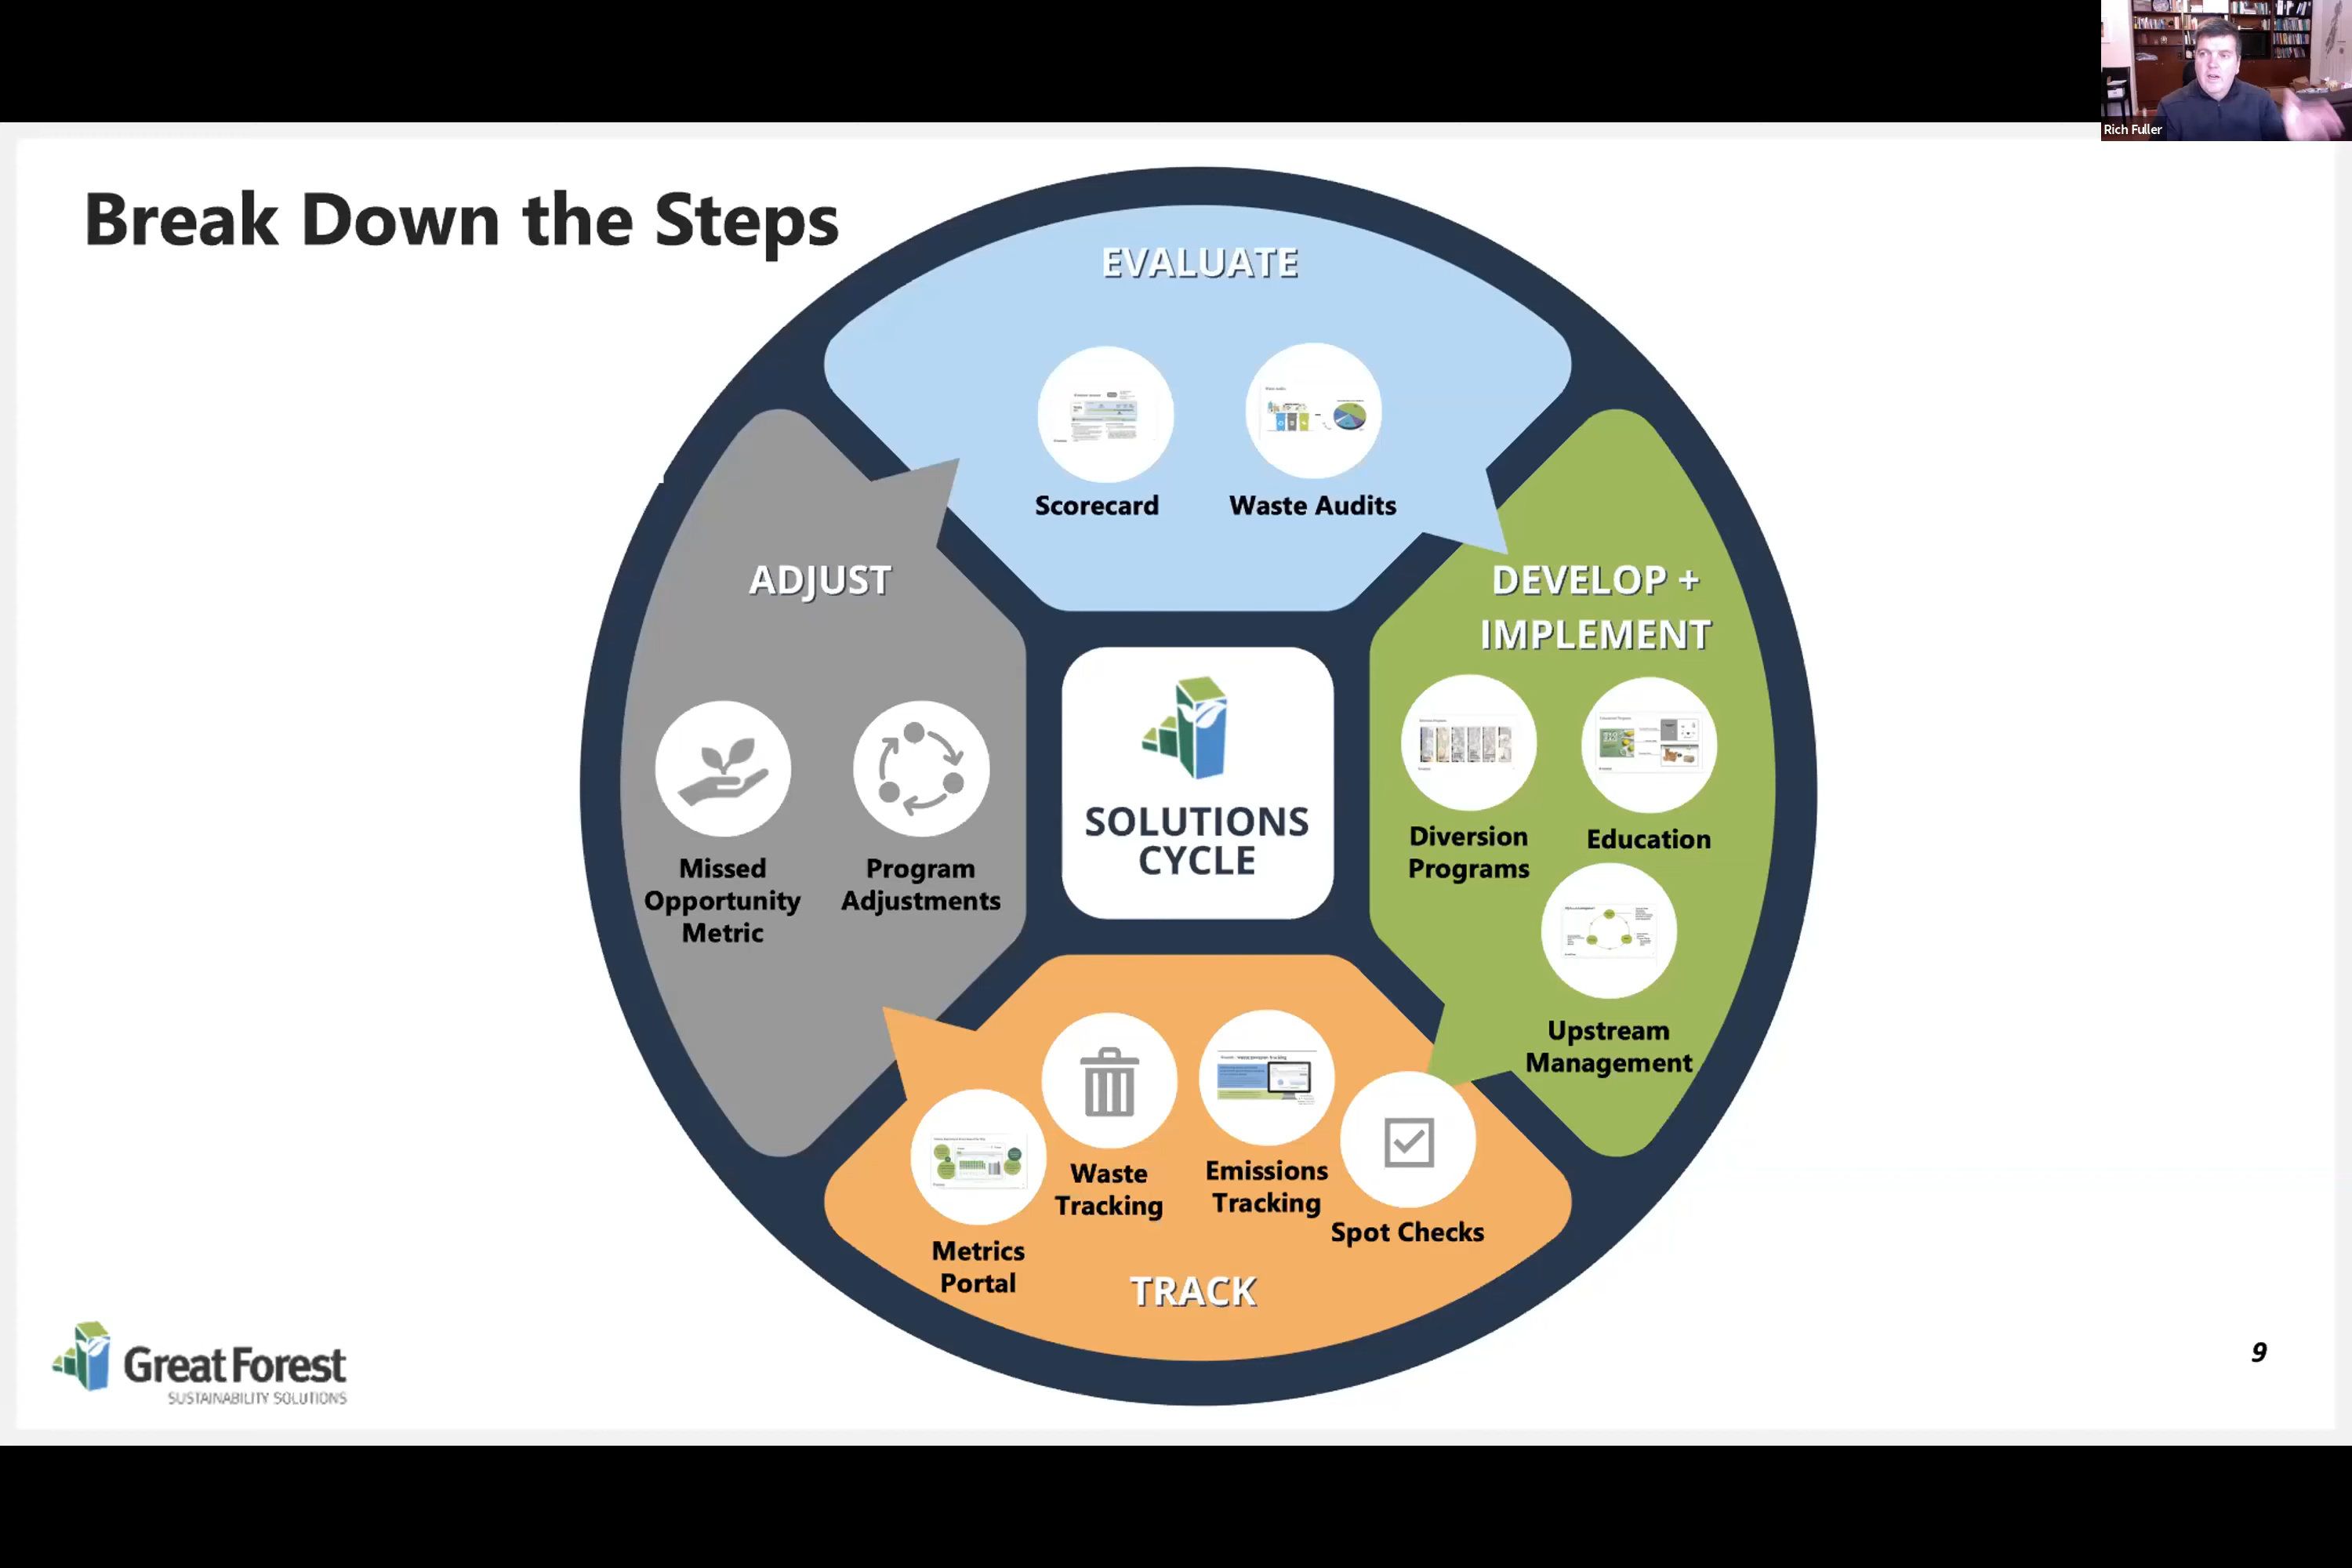 Rich Fuller
Break Down the Steps
EVALUATE
Scorecard
Waste Audits
DEVELOP +
IMPLEMENT
Diversion
Programs
Education
Upstream
Management
TRACK
Spot Checks
Emissions
Tracking
Waste
Tracking
Metrics
Portal
ADJUST
Missed
Opportunity
Metric
Program
Adjustments
SOLUTIONS
CYCLE
Great Forest
SUSTAINABILITY SOLUTIONS
9